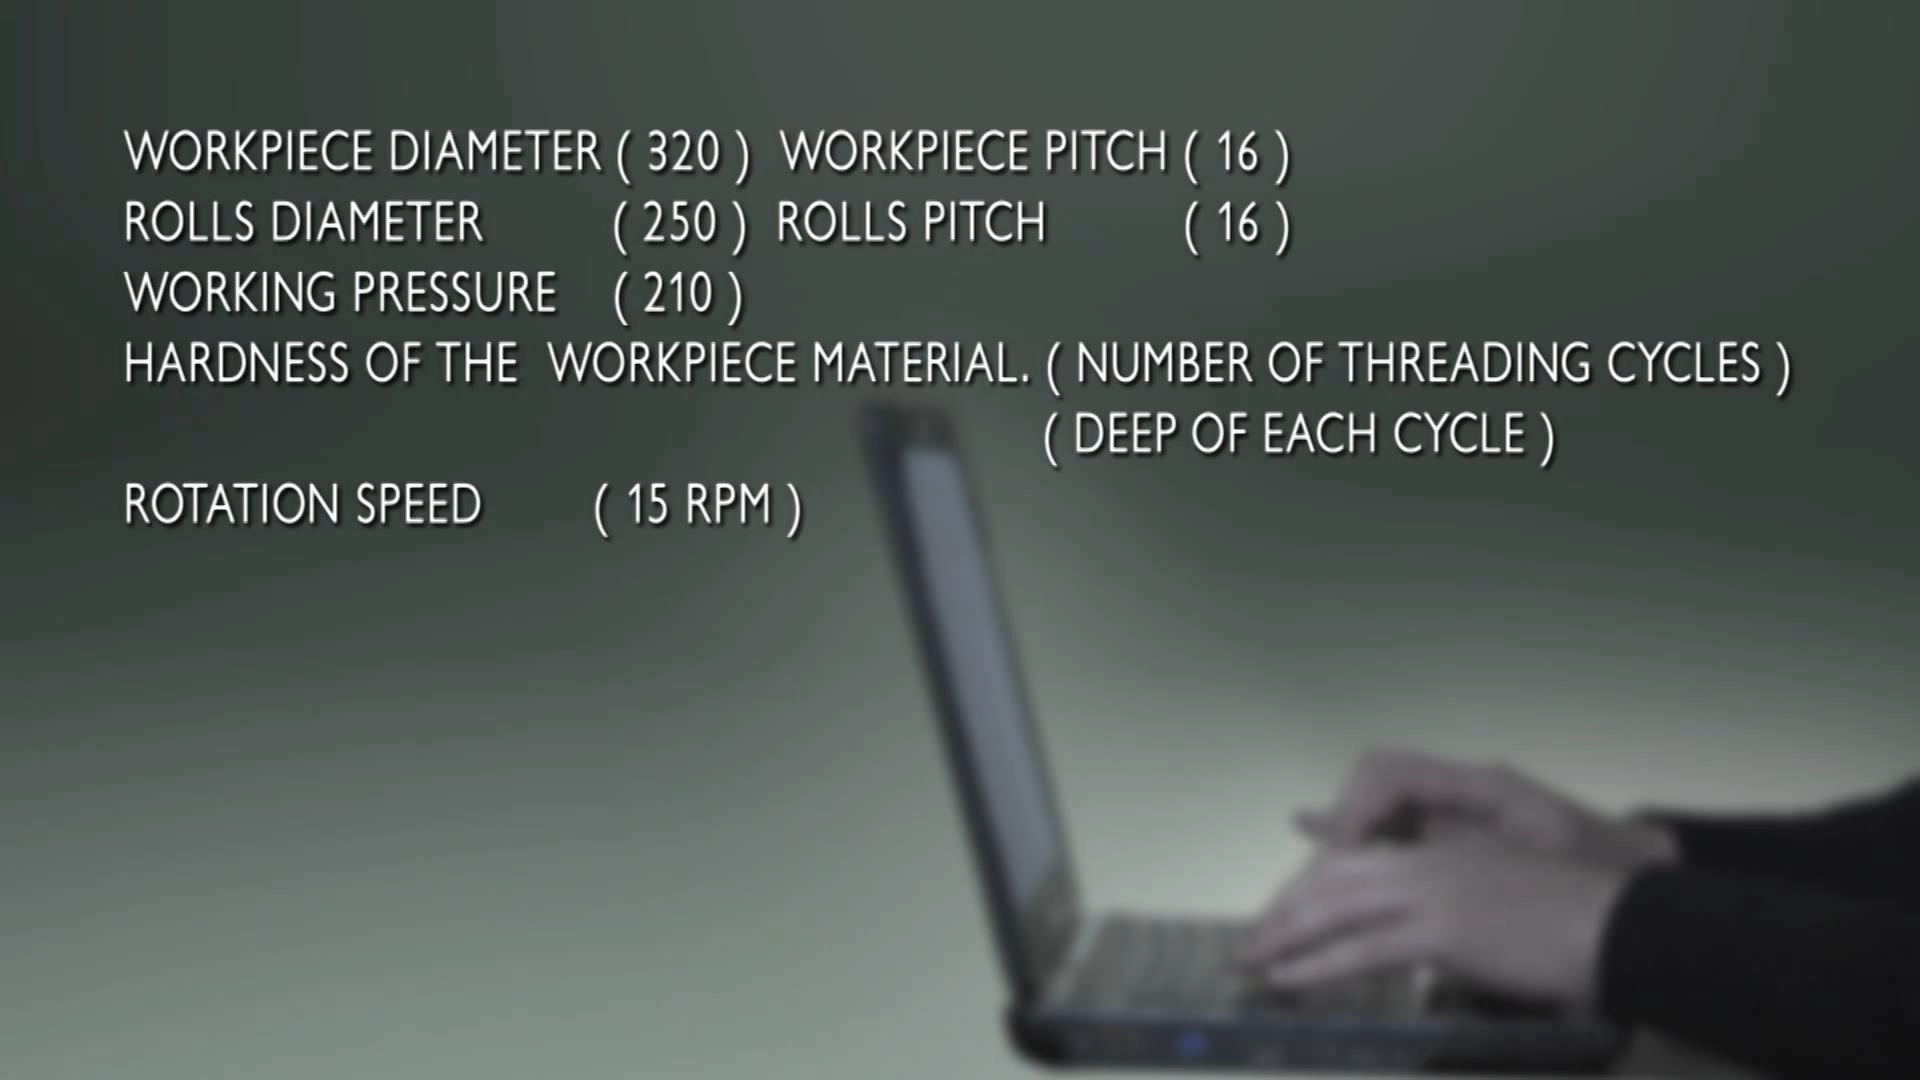 WORKPIECE DIAMETER ( 320 ) WORKPIECE PITCH ( 16 )
ROLLS DIAMETER ( 250 ) ROLLS PITCH ( 16 )
WORKING PRESSURE ( 210 )
HARDNESS OF THE WORKPIECE MATERIAL. ( NUMBER OF THREADING CYCLES )
( DEEP OF EACH CYCLE )
ROTATION SPEED ( 15 RPM )